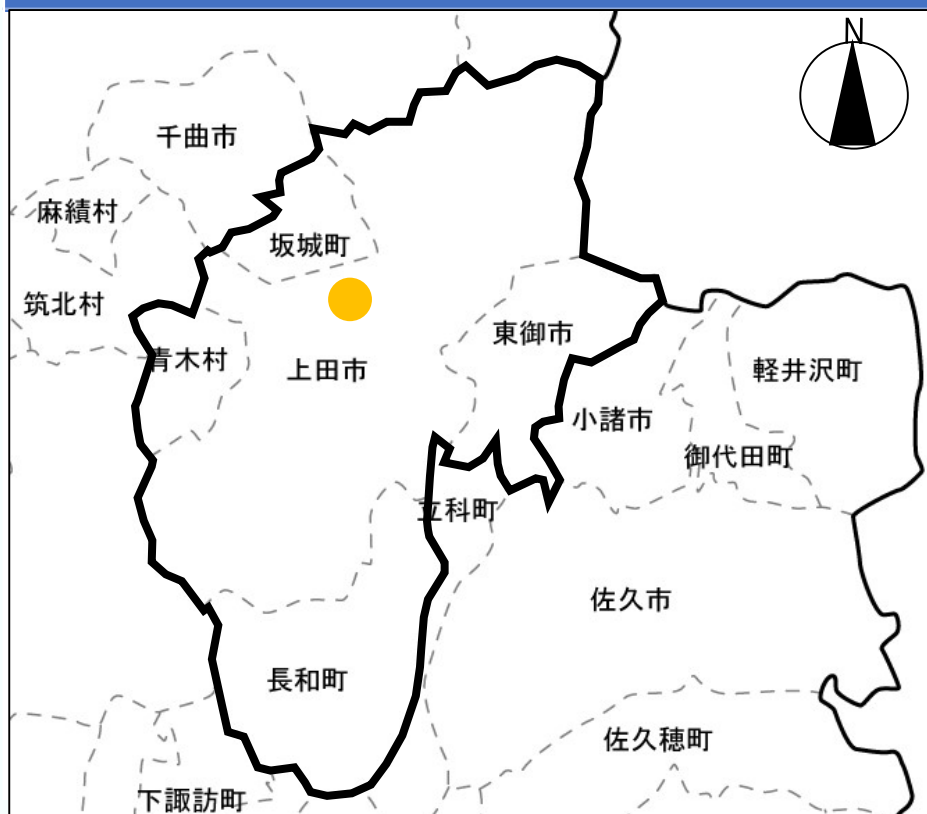 N
千曲市
麻績村
坂城町
筑北村
東御市
青木村
上田市
軽井沢町
小諸市
御代田町
立科町
佐久市
長和町
佐久穂町
下諏訪町